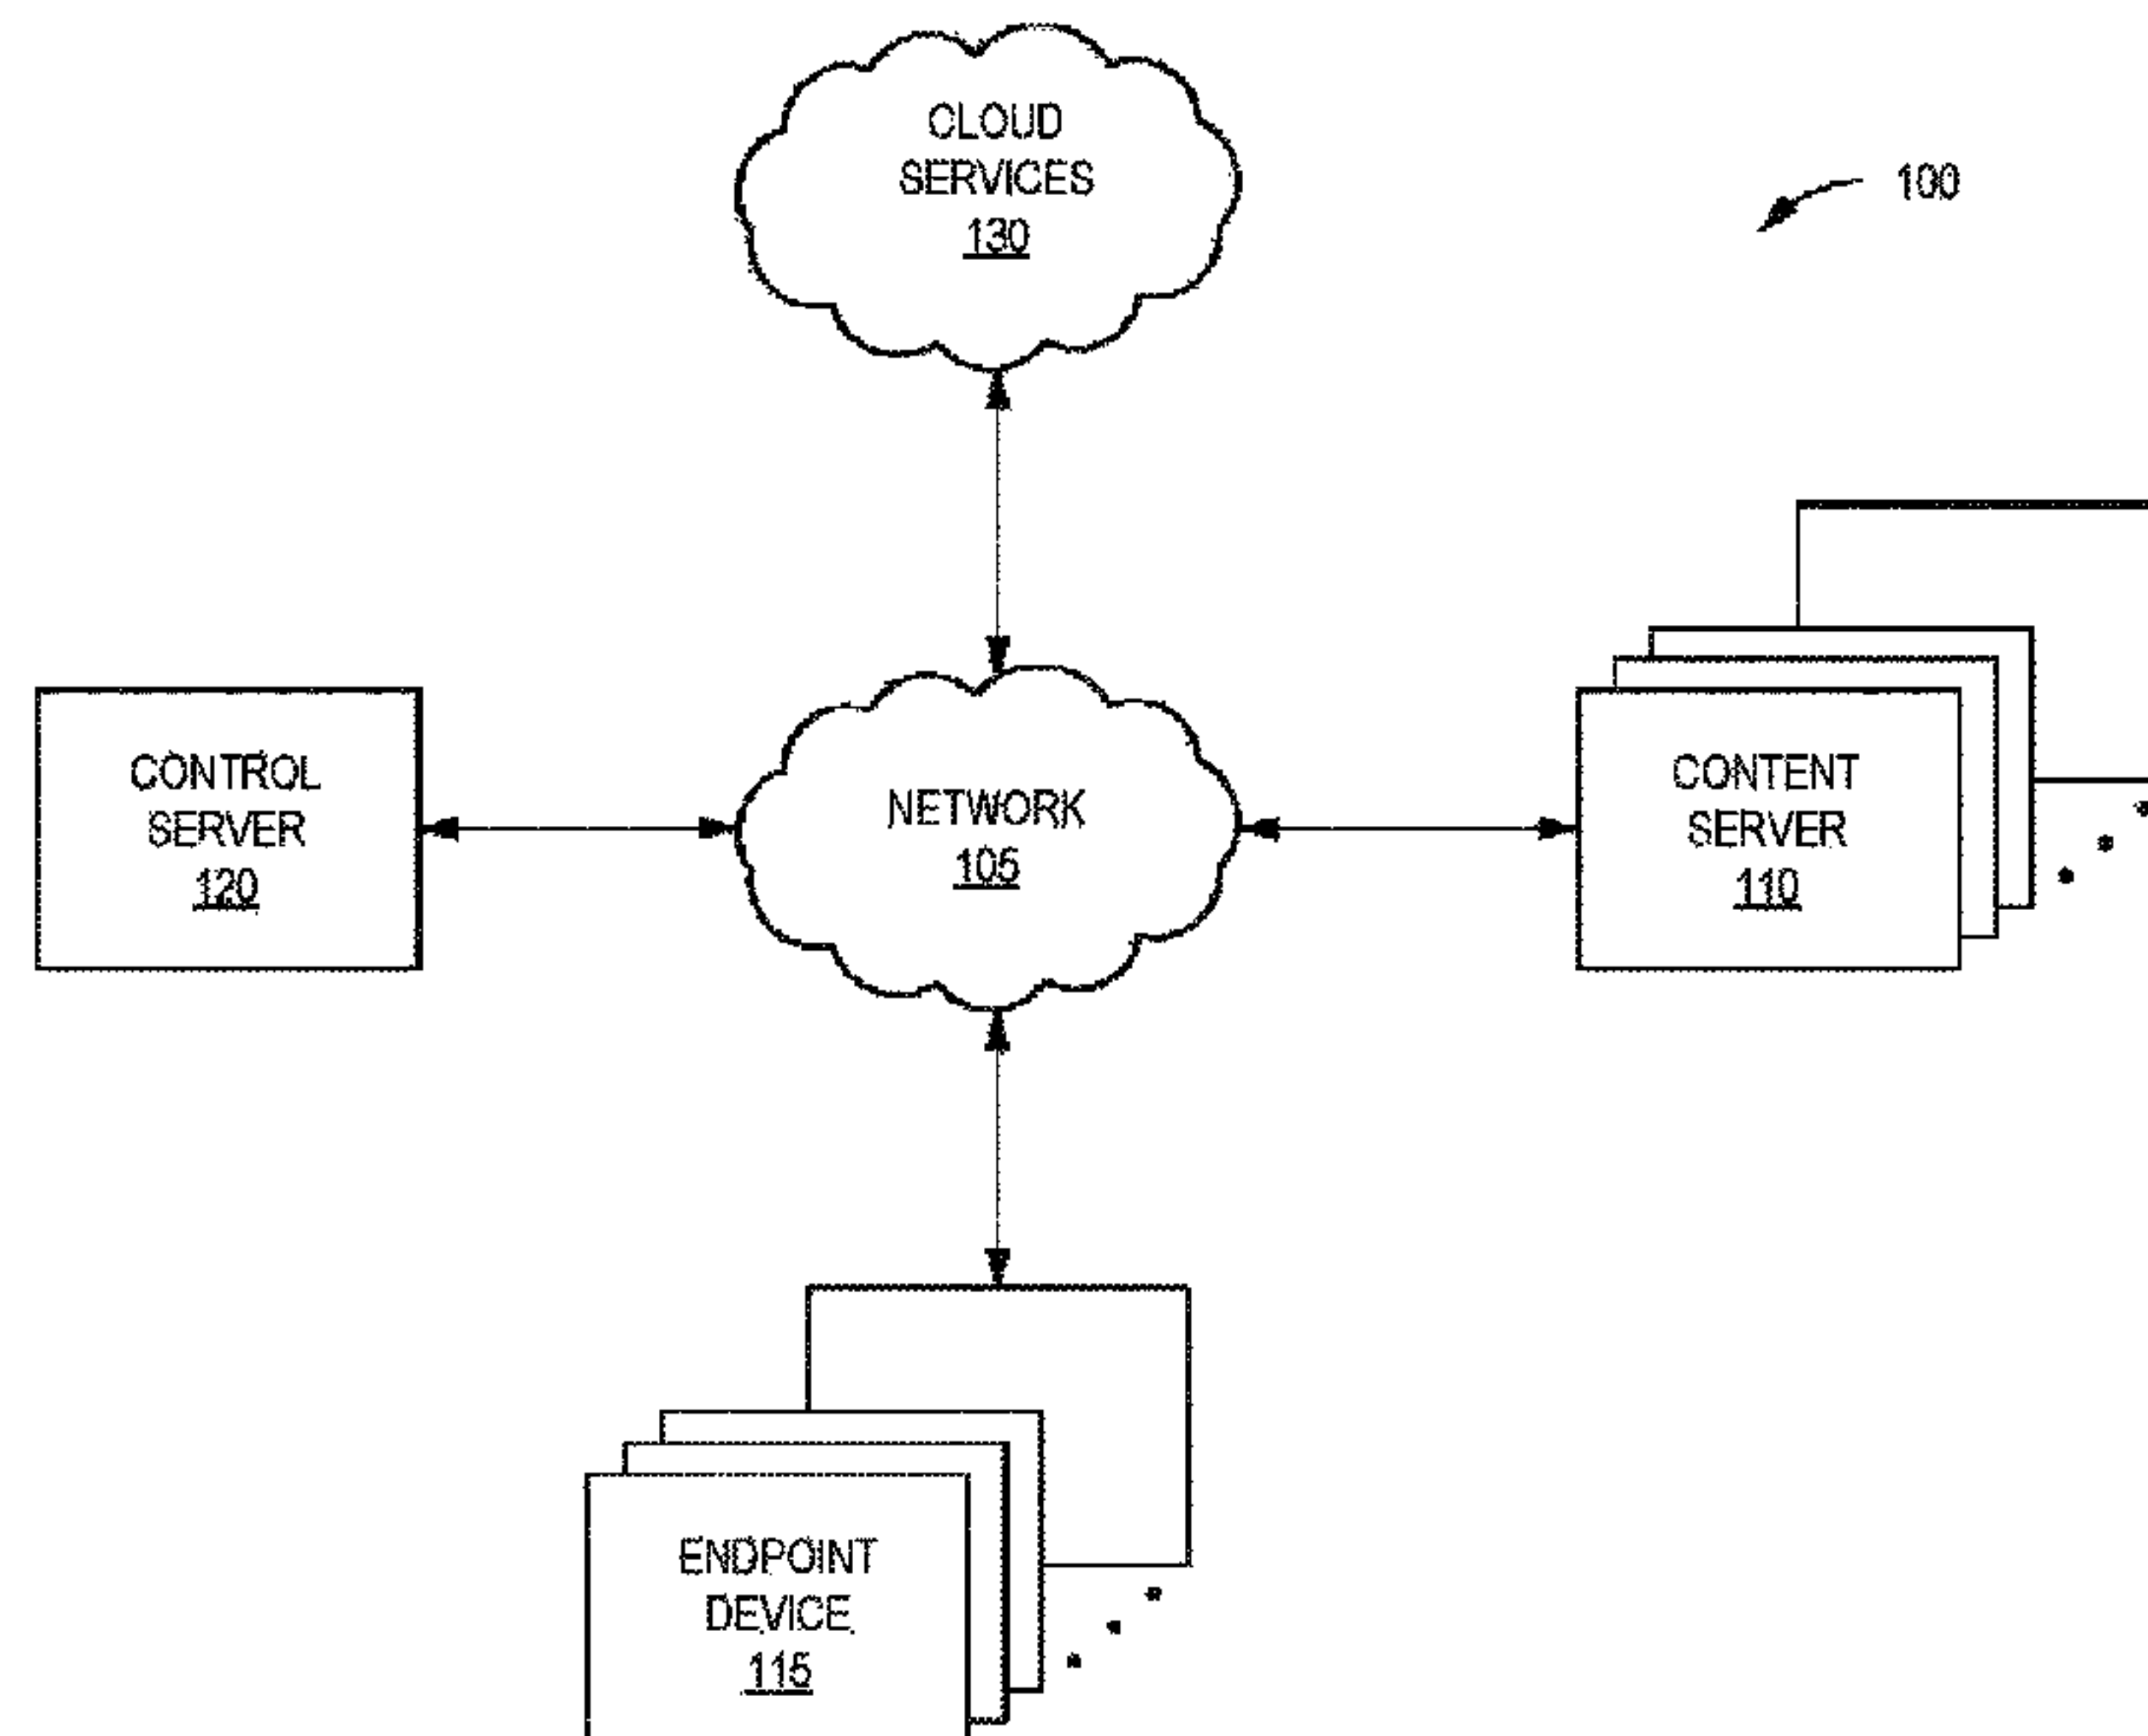 CLOUD
SERVICES
130
100
CONTROL
SERVER
120
NETWORK
105
CONTENT
SERVER
110
ENDPOINT
DEVICE
115